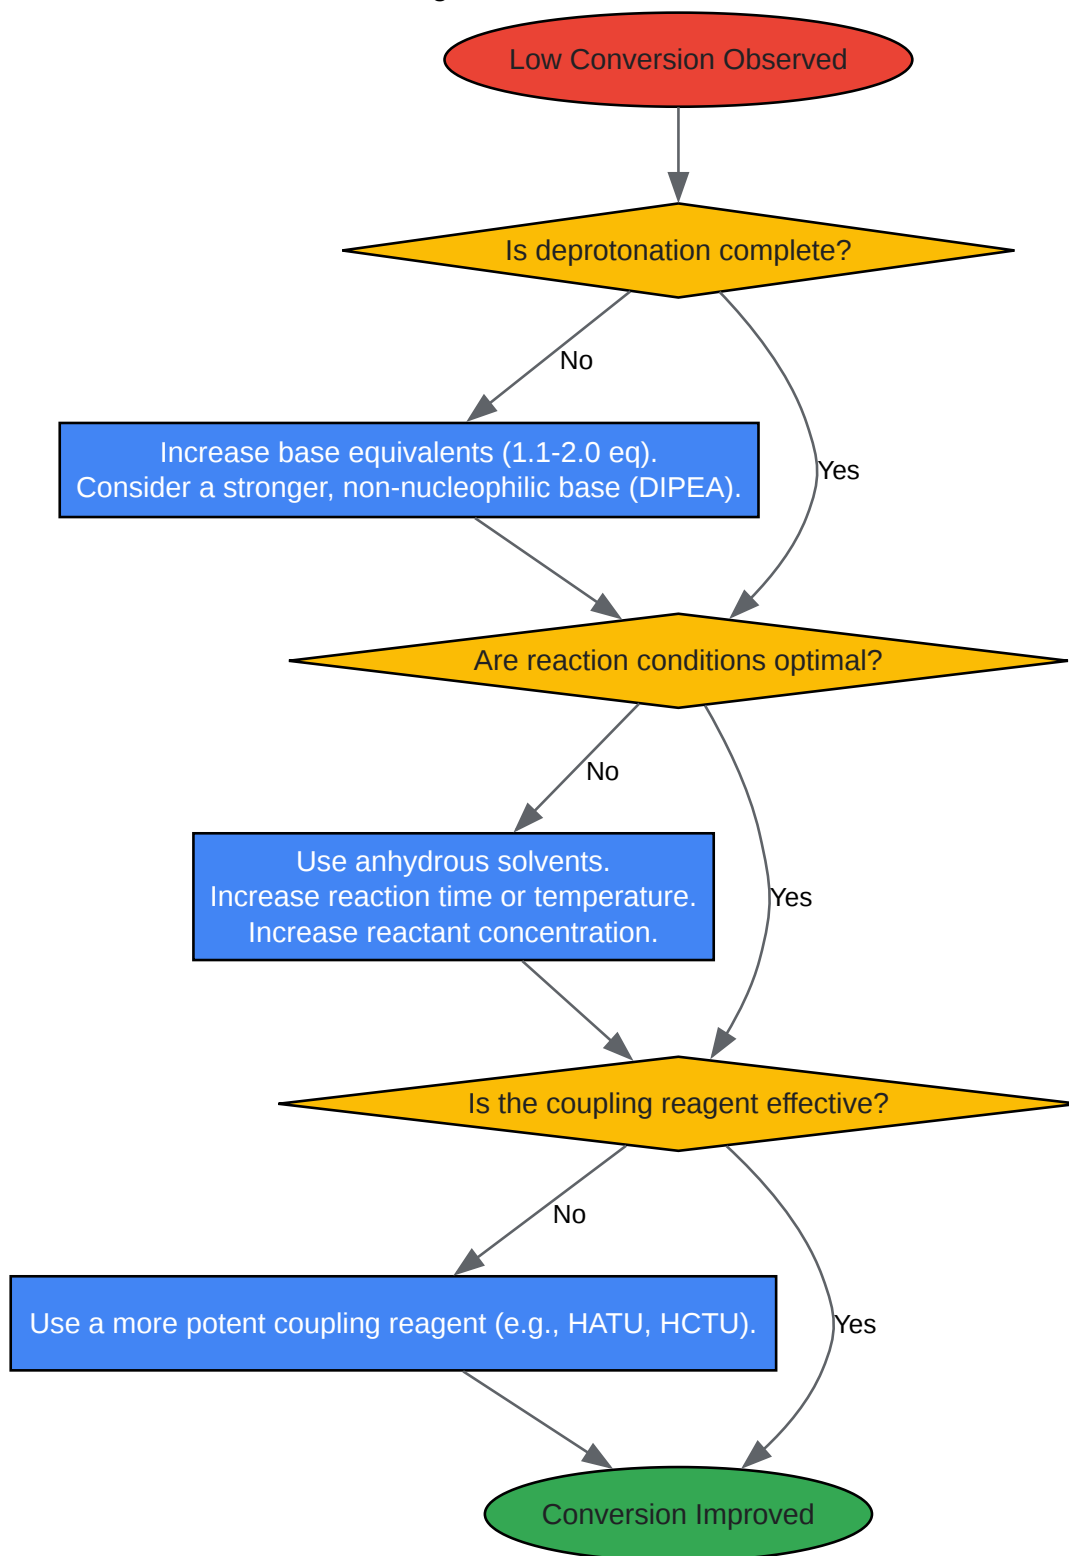 Low Conversion Observed
Is deprotonation complete?
No
Increase base equivalents (1.1-2.0 eq).
Consider a stronger, non-nucleophilic base (DIPEA).
Yes
Are reaction conditions optimal?
No
Use anhydrous solvents.
Increase reaction time or temperature.
Increase reactant concentration.
Yes
Is the coupling reagent effective?
No
Use a more potent coupling reagent (e.g., HATU, HCTU).
Yes
Conversion Improved